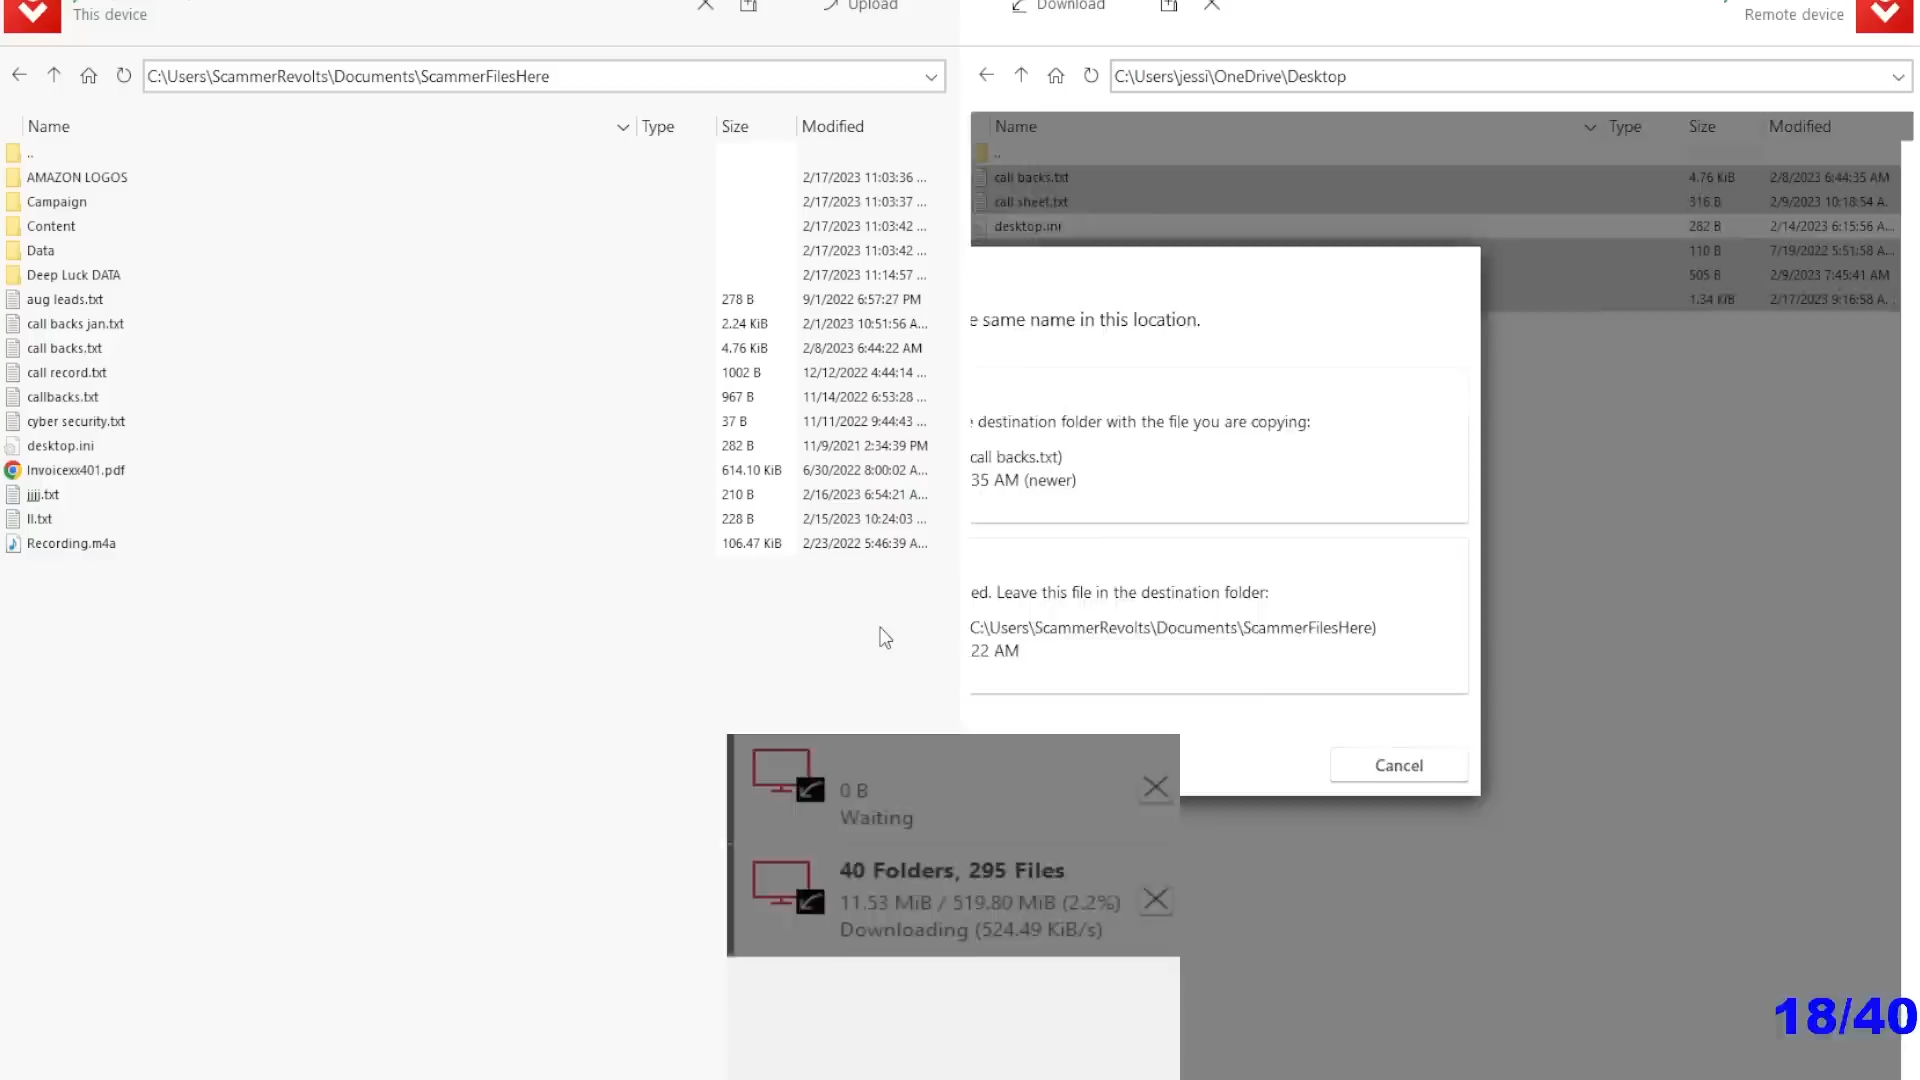 This device
Upload
Download
Remote device
C:\Users\ScammerRevolts\Documents\ScammerFilesHere
C:\Users\jessi\OneDrive\Desktop
Name Type Size Modified
..
AMAZON LOGOS 2/17/2023 11:03:36 ...
Campaign 2/17/2023 11:03:37 ...
Content 2/17/2023 11:03:42 ...
Data 2/17/2023 11:03:42 ...
Deep Luck DATA 2/17/2023 11:14:57 ...
aug leads.txt 278 B 9/1/2022 6:57:27 PM
call backs jan.txt 2.24 KiB 2/1/2023 10:51:56 A...
call backs.txt 4.76 KiB 2/8/2023 6:44:22 AM
call record.txt 1002 B 12/12/2022 4:44:14 ...
callbacks.txt 967 B 11/14/2022 6:53:28 ...
cyber security.txt 37 B 11/11/2022 9:44:43 ...
desktop.ini 282 B 11/9/2021 2:34:39 PM
Invoicexx401.pdf 614.10 KiB 6/30/2022 8:00:02 A...
jjjj.txt 210 B 2/16/2023 6:54:21 A...
ll.txt 228 B 2/15/2023 10:24:03 ...
Recording.m4a 106.47 KiB 2/23/2022 5:46:39 A...
Name Type Size Modified
..
call backs.txt 4.76 KiB 2/8/2023 6:44:35 AM
call sheet.txt 316 B 2/9/2023 10:18:54 A.
desktop.ini 282 B 2/14/2023 6:15:56 A...
110 B 7/19/2022 5:51:58 A...
505 B 2/9/2023 7:45:41 AM
1.34 KiB 2/17/2023 9:16:58 A...
e same name in this location.
destination folder with the file you are copying:
call backs.txt)
35 AM (newer)
ed. Leave this file in the destination folder:
C:\Users\ScammerRevolts\Documents\ScammerFilesHere)
22 AM
Cancel
0 B
Waiting
40 Folders, 295 Files
11.53 MiB / 519.80 MiB (2.2%)
Downloading (524.49 KiB/s)
18/40